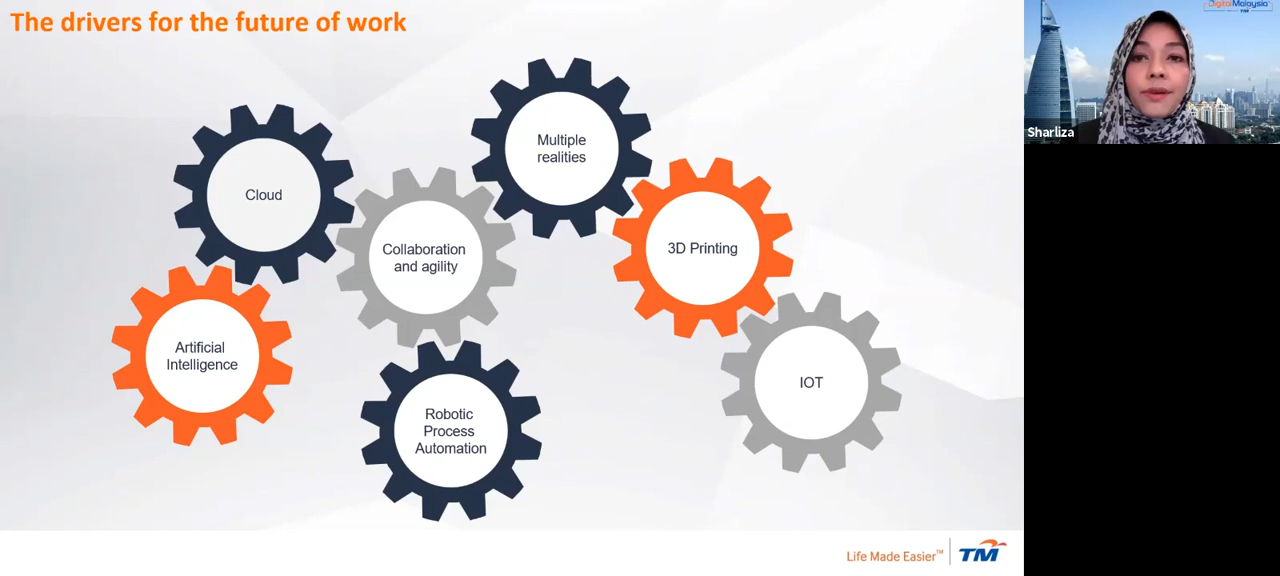 The drivers for the future of work
Cloud
Multiple
realities
Collaboration
and agility
3D Printing
Artificial
Intelligence
Robotic
Process
Automation
IOT
Life Made Easier™
TM
DigitalMalaysia
Sharliza